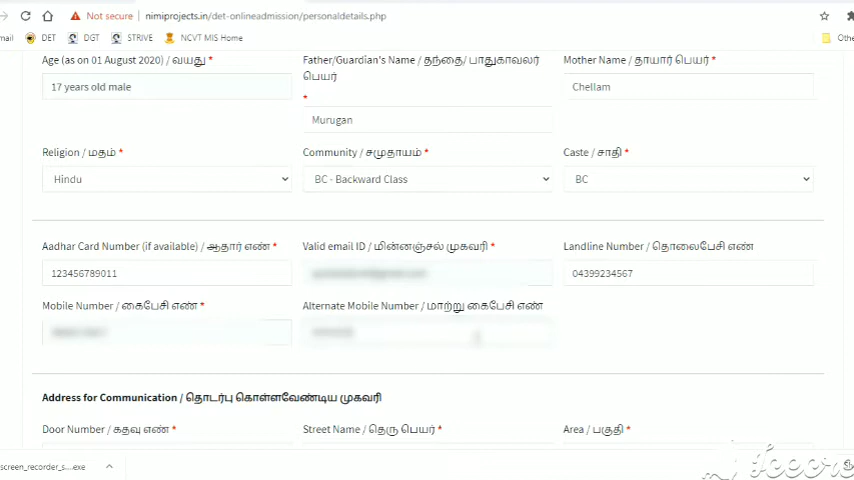 Not secure | nimiprojects.in/det-onlineadmission/personaldetails.php
mail DET DGT STRIVE NCVT MIS Home Othe
Age (as on 01 August 2020) / வயது * Father/Guardian's Name / தந்தை/ பாதுகாவலர் Mother Name / தாயார் பெயர் *
பெயர்
17 years old male Chellam
*
Murugan
Religion / மதம் * Community / சமுதாயம் * Caste / சாதி *
Hindu BC - Backward Class BC
Aadhar Card Number (if available) / ஆதார் எண் * Valid email ID / மின்னஞ்சல் முகவரி * Landline Number / தொலைபேசி எண்
123456789011 04399234567
Mobile Number / கைபேசி எண் * Alternate Mobile Number / மாற்று கைபேசி எண்
Address for Communication / தொடர்பு கொள்ளவேண்டிய முகவரி
Door Number / கதவு எண் * Street Name / தெரு பெயர் * Area / பகுதி *
screen_recorder_s....exe